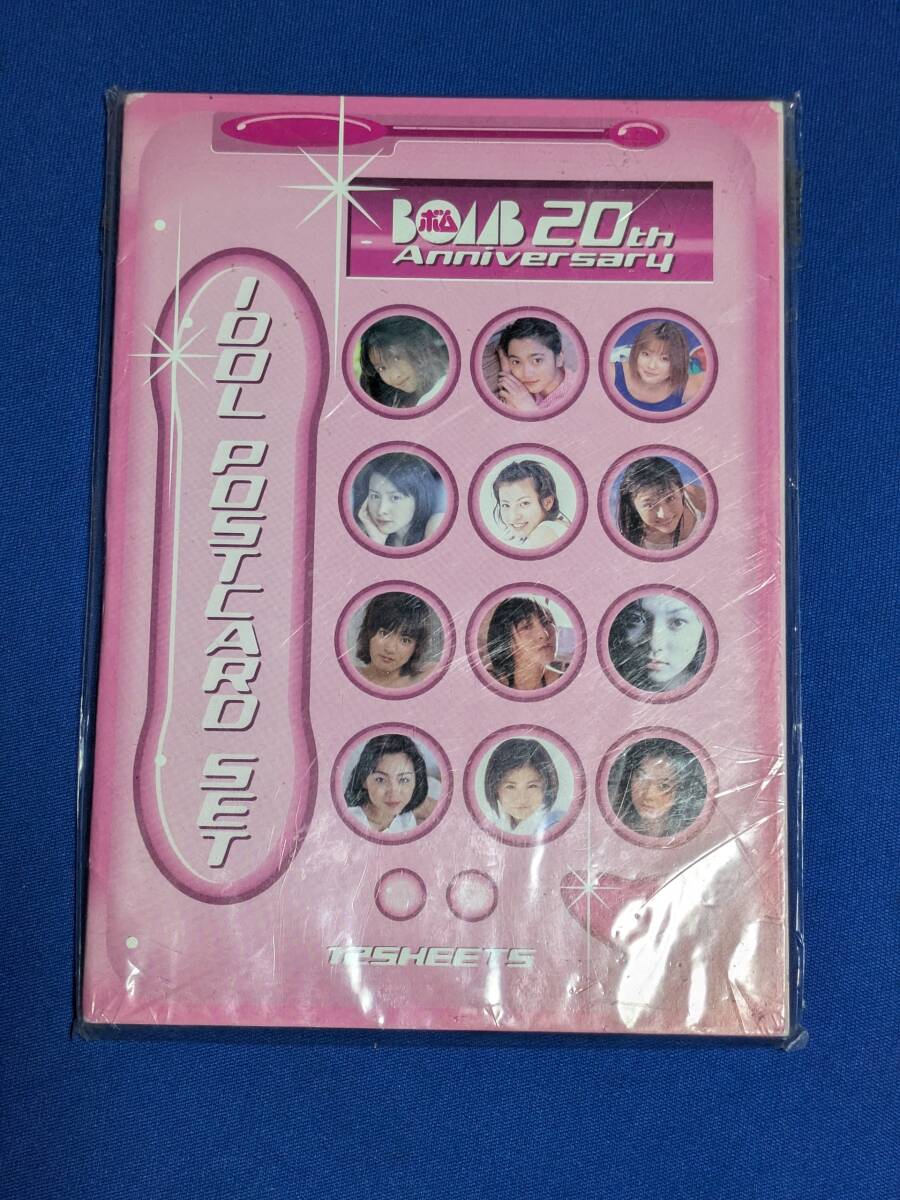 BOMB 20th
ボム
Anniversary
IDOL POSTCARD SET
12SHEETS